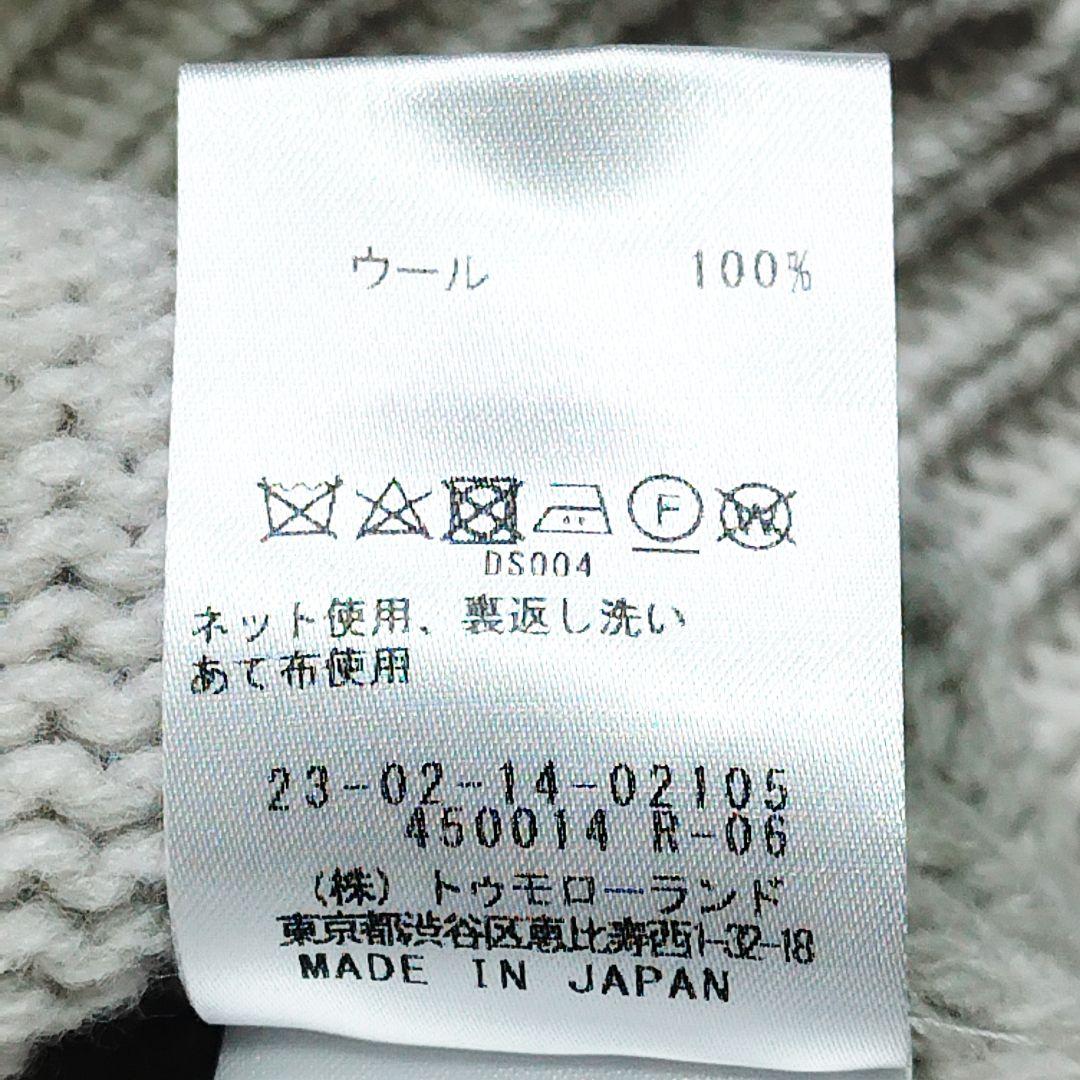 ウール 100%
F W
DS004
ネット使用、裏返し洗い
あて布使用
23-02-14-02105
450014 R-06
(株) トゥモローランド
東京都渋谷区恵比寿西1-32-18
MADE IN JAPAN